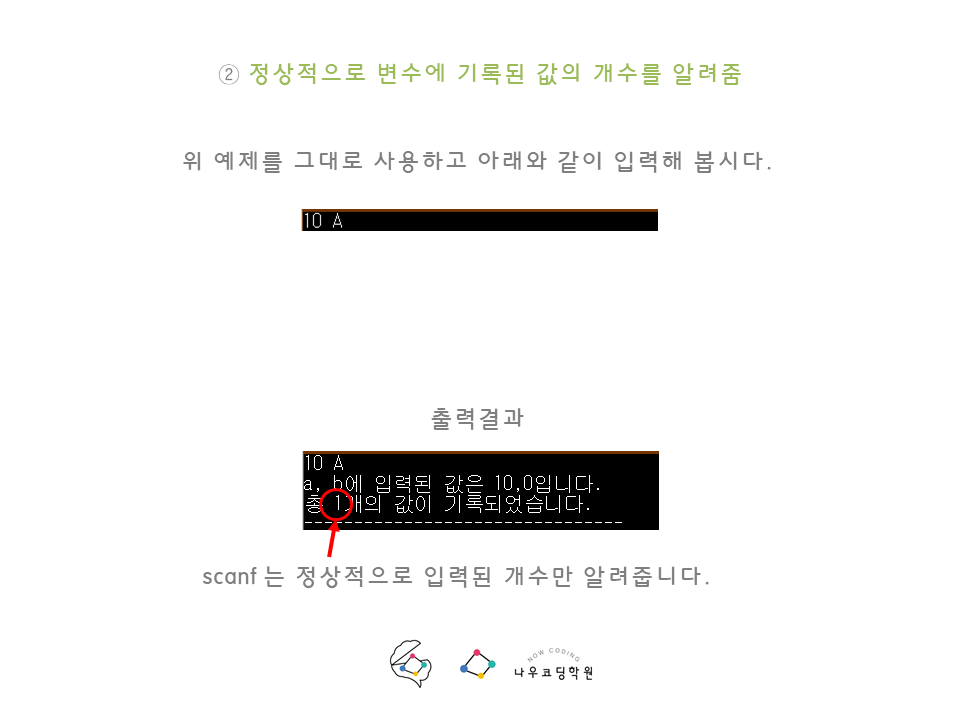 ② 정상적으로 변수에 기록된 값의 개수를 알려줌
위 예제를 그대로 사용하고 아래와 같이 입력해 봅시다.
10 A
출력결과
10 A
a, b에 입력된 값은 10,0입니다.
총 1개의 값이 기록되었습니다.
--------------------------------
scanf 는 정상적으로 입력된 개수만 알려줍니다.
NOW CODING
나우코딩학원